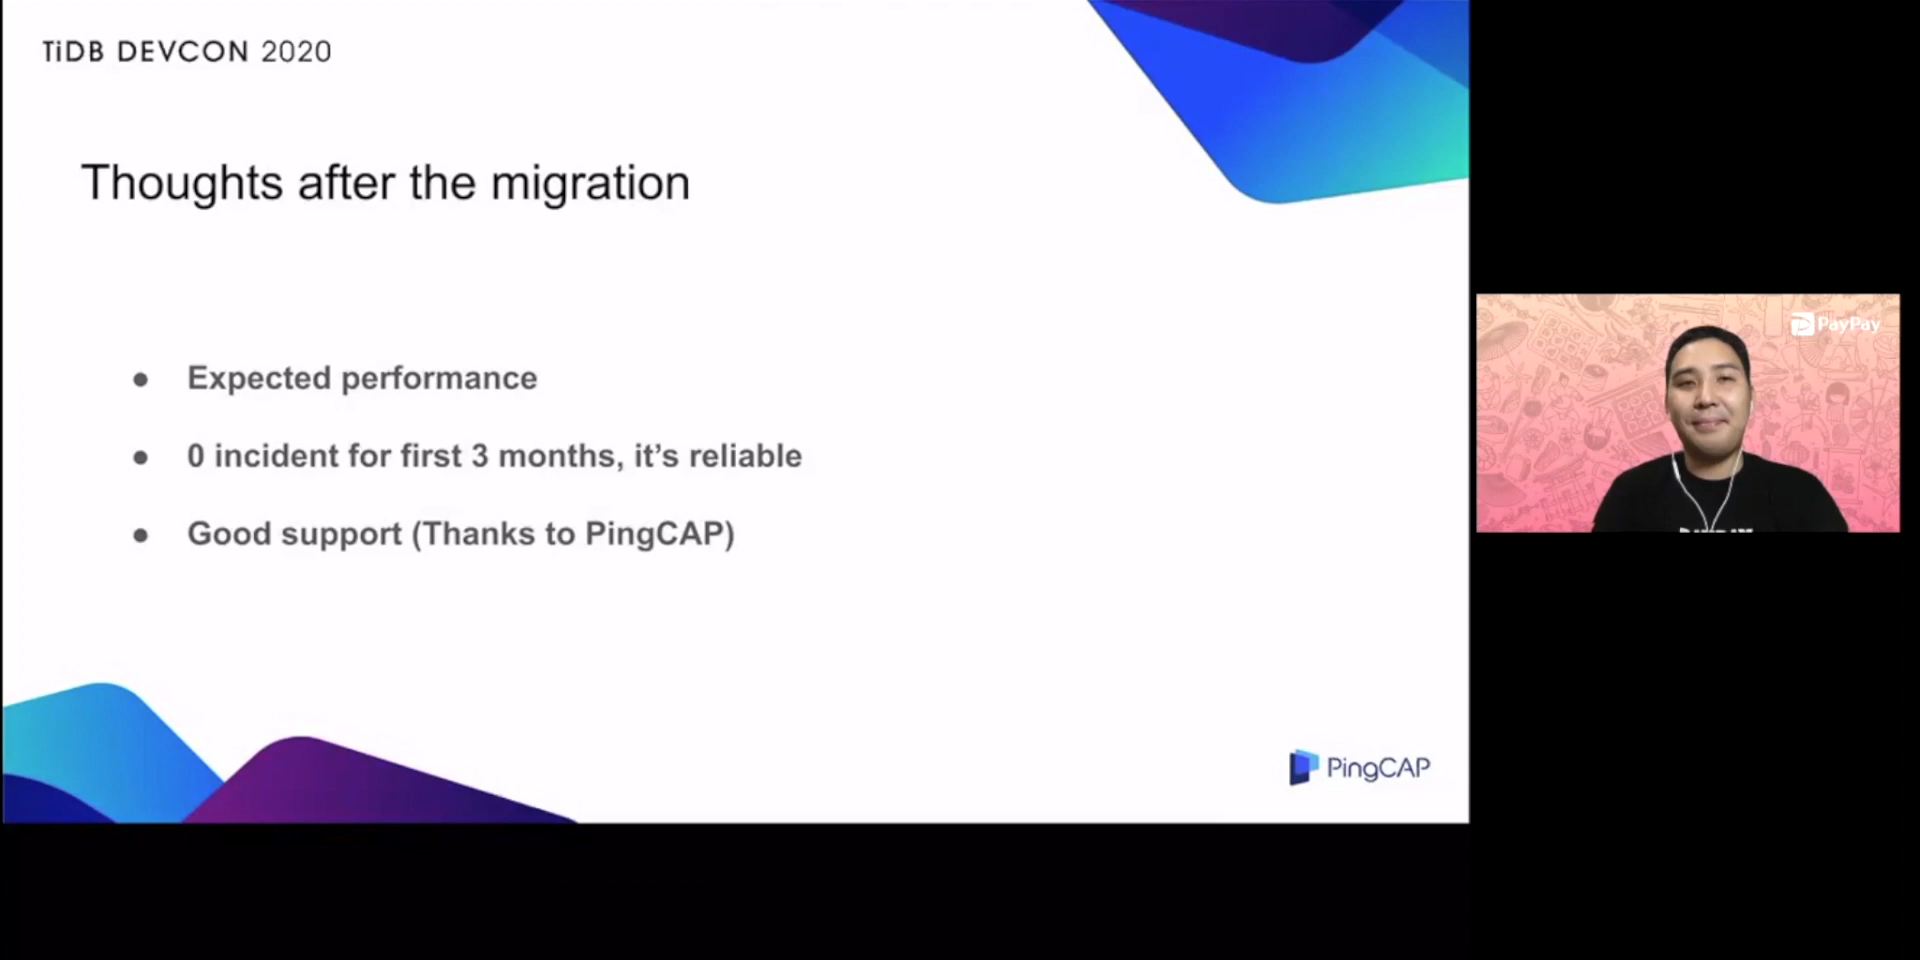 TiDB DEVCON 2020
Thoughts after the migration
● Expected performance
● 0 incident for first 3 months, it’s reliable
● Good support (Thanks to PingCAP)
PingCAP
PayPay